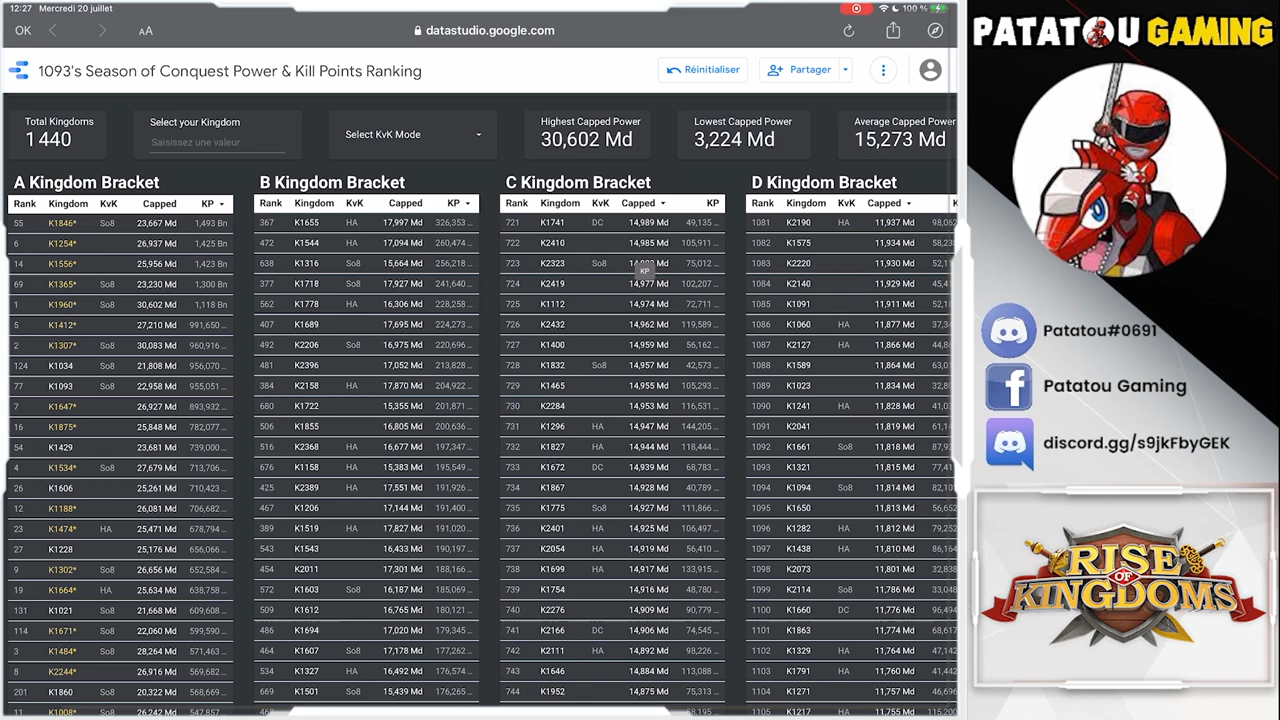 12:27 Mercredi 20 juillet
100 %
OK
AA
datastudio.google.com
1093's Season of Conquest Power & Kill Points Ranking
Réinitialiser
Partager
Total Kingdoms
1 440
Select your Kingdom
Saisissez une valeur
Select KvK Mode
Highest Capped Power
30,602 Md
Lowest Capped Power
3,224 Md
Average Capped Power
15,273 Md
A Kingdom Bracket
Rank Kingdom KvK Capped KP
55 K1846* So8 23,667 Md 1,493 Bn
6 K1254* 26,937 Md 1,425 Bn
14 K1556* So8 25,956 Md 1,423 Bn
69 K1365* So8 23,230 Md 1,300 Bn
1 K1960* So8 30,602 Md 1,118 Bn
5 K1412* 27,210 Md 991,650 ...
2 K1307* So8 30,083 Md 960,916 ...
124 K1034 So8 21,808 Md 956,070 ...
77 K1093 So8 22,958 Md 955,051 ...
7 K1647* 26,927 Md 893,932 ...
16 K1875* 25,848 Md 782,077 ...
54 K1429 23,681 Md 739,000 ...
4 K1534* So8 27,679 Md 713,706 ...
26 K1606 25,261 Md 710,423 ...
12 K1188* 26,081 Md 706,682 ...
23 K1474* HA 25,471 Md 678,794 ...
27 K1228 25,176 Md 656,066 ...
9 K1302* So8 26,656 Md 652,584 ...
19 K1664* HA 25,634 Md 638,758 ...
131 K1021 So8 21,668 Md 609,608 ...
114 K1671* So8 22,060 Md 599,590 ...
3 K1484* So8 28,264 Md 571,463 ...
8 K2244* 26,916 Md 569,682 ...
201 K1860 So8 20,322 Md 568,669 ...
11 K1008* So8 26,242 Md 547,857 ...
B Kingdom Bracket
Rank Kingdom KvK Capped KP
367 K1655 HA 17,997 Md 326,353 ...
472 K1544 HA 17,094 Md 260,474 ...
638 K1316 So8 15,664 Md 256,218 ...
377 K1718 So8 17,927 Md 241,640 ...
562 K1778 HA 16,306 Md 228,258 ...
407 K1689 17,695 Md 224,273 ...
492 K2206 So8 16,975 Md 220,696 ...
481 K2396 17,052 Md 213,828 ...
384 K2158 HA 17,870 Md 204,922 ...
680 K1722 15,355 Md 201,871 ...
506 K1855 16,805 Md 200,636 ...
516 K2368 HA 16,677 Md 197,347 ...
676 K1158 HA 15,383 Md 195,549 ...
425 K2389 HA 17,551 Md 191,926 ...
467 K1206 17,144 Md 191,400 ...
389 K1519 HA 17,827 Md 191,020 ...
543 K1543 16,433 Md 190,197 ...
454 K2011 17,301 Md 188,166 ...
572 K1603 So8 16,187 Md 185,069 ...
509 K1612 16,765 Md 180,121 ...
486 K1694 17,020 Md 179,345 ...
464 K1607 So8 17,178 Md 177,262 ...
534 K1327 HA 16,492 Md 176,574 ...
669 K1501 So8 15,439 Md 176,265 ...
C Kingdom Bracket
Rank Kingdom KvK Capped KP
721 K1741 DC 14,989 Md 49,135 ...
722 K2410 14,985 Md 105,911 ...
723 K2323 So8 Md 75,012 ...
KP
724 K2419 14,977 Md 102,207 ...
725 K1112 14,974 Md 72,711 ...
726 K2432 14,962 Md 119,589 ...
727 K1400 14,959 Md 56,162 ...
728 K1832 So8 14,957 Md 42,573 ...
729 K1465 14,955 Md 105,293 ...
730 K2284 14,953 Md 116,531 ...
731 K1296 HA 14,947 Md 144,205 ...
732 K1827 HA 14,944 Md 118,444 ...
733 K1672 DC 14,939 Md 68,783 ...
734 K1867 14,928 Md 40,789 ...
735 K1775 So8 14,927 Md 111,866 ...
736 K2401 HA 14,925 Md 106,497 ...
737 K2054 HA 14,919 Md 56,410 ...
738 K1699 HA 14,917 Md 133,915 ...
739 K1754 14,916 Md 48,780 ...
740 K2276 14,909 Md 90,779 ...
741 K2166 DC 14,906 Md 74,545 ...
742 K2111 HA 14,892 Md 98,226 ...
743 K1646 14,884 Md 113,088 ...
744 K1952 14,875 Md 75,313 ...
D Kingdom Bracket
Rank Kingdom KvK Capped
1081 K2190 HA 11,937 Md
1082 K1575 11,934 Md
1083 K2220 11,930 Md
1084 K2140 11,929 Md
1085 K1091 11,911 Md
1086 K1060 HA 11,877 Md
1087 K2127 HA 11,866 Md
1088 K1589 11,864 Md
1089 K1023 11,834 Md
1090 K1241 HA 11,828 Md
1091 K2041 11,819 Md
1092 K1661 So8 11,818 Md
1093 K1321 11,815 Md
1094 K1094 So8 11,814 Md
1095 K1650 11,813 Md
1096 K1282 HA 11,812 Md
1097 K1438 HA 11,810 Md
1098 K2073 11,801 Md
1099 K2114 So8 11,786 Md
1100 K1660 DC 11,776 Md
1101 K1863 11,774 Md
1102 K1329 HA 11,764 Md
1103 K1791 HA 11,760 Md
1104 K1271 11,757 Md
1105 K1217 HA 11,755 Md
PATATOU GAMING
Patatou#0691
Patatou Gaming
discord.gg/s9jkFbyGEK
RISE
OF
KINGDOMS